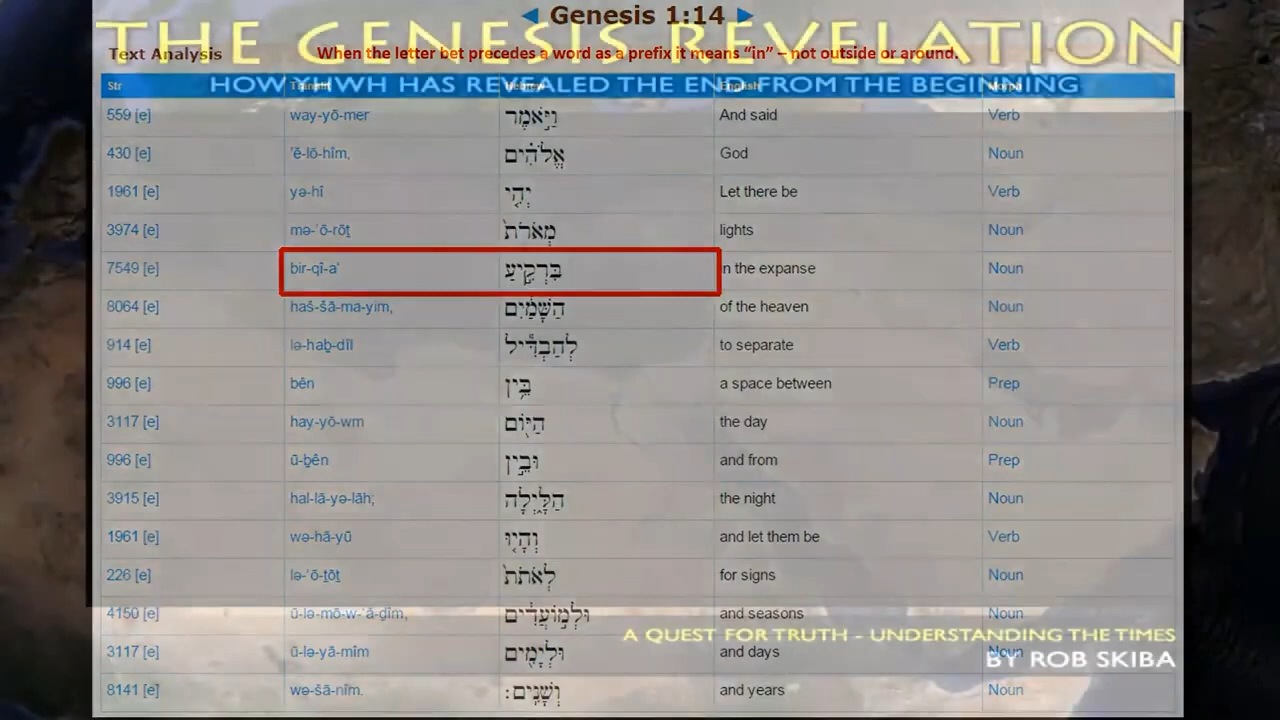 ◄ Genesis 1:14 ►
THE GENESIS REVELATION
Text Analysis When the letter bet precedes a word as a prefix it means “in” – not outside or around.
HOW YHWH HAS REVEALED THE END FROM THE BEGINNING
Str Translit Hebrew English Morph
559 [e] way-yō-mer וַיֹּ֣אמֶר And said Verb
430 [e] ’ĕ-lō-hîm, אֱלֹהִ֗ים God Noun
1961 [e] yə-hî יְהִ֤י Let there be Verb
3974 [e] mə-’ō-rōṯ מְאֹרֹת֙ lights Noun
7549 [e] bir-qî-a‘ בִּרְקִ֣יעַ in the expanse Noun
8064 [e] haš-šā-ma-yim, הַשָּׁמַ֔יִם of the heaven Noun
914 [e] lə-haḇ-dîl לְהַבְדִּ֕יל to separate Verb
996 [e] bên בֵּ֥ין a space between Prep
3117 [e] hay-yō-wm הַיּ֖וֹם the day Noun
996 [e] ū-ḇên וּבֵ֣ין and from Prep
3915 [e] hal-lā-yə-lāh; הַלָּ֑יְלָה the night Noun
1961 [e] wə-hā-yū וְהָי֤וּ and let them be Verb
226 [e] lə-’ō-ṯōṯ לְאֹתֹת֙ for signs Noun
4150 [e] ū-lə-mō-w-‘ă-ḏîm, וּלְמ֣וֹעֲדִ֔ים and seasons Noun
A QUEST FOR TRUTH - UNDERSTANDING THE TIMES
3117 [e] ū-lə-yā-mîm וּלְיָמִ֖ים and days Noun
BY ROB SKIBA
8141 [e] wə-šā-nîm. וְשָׁנִֽים׃ and years Noun